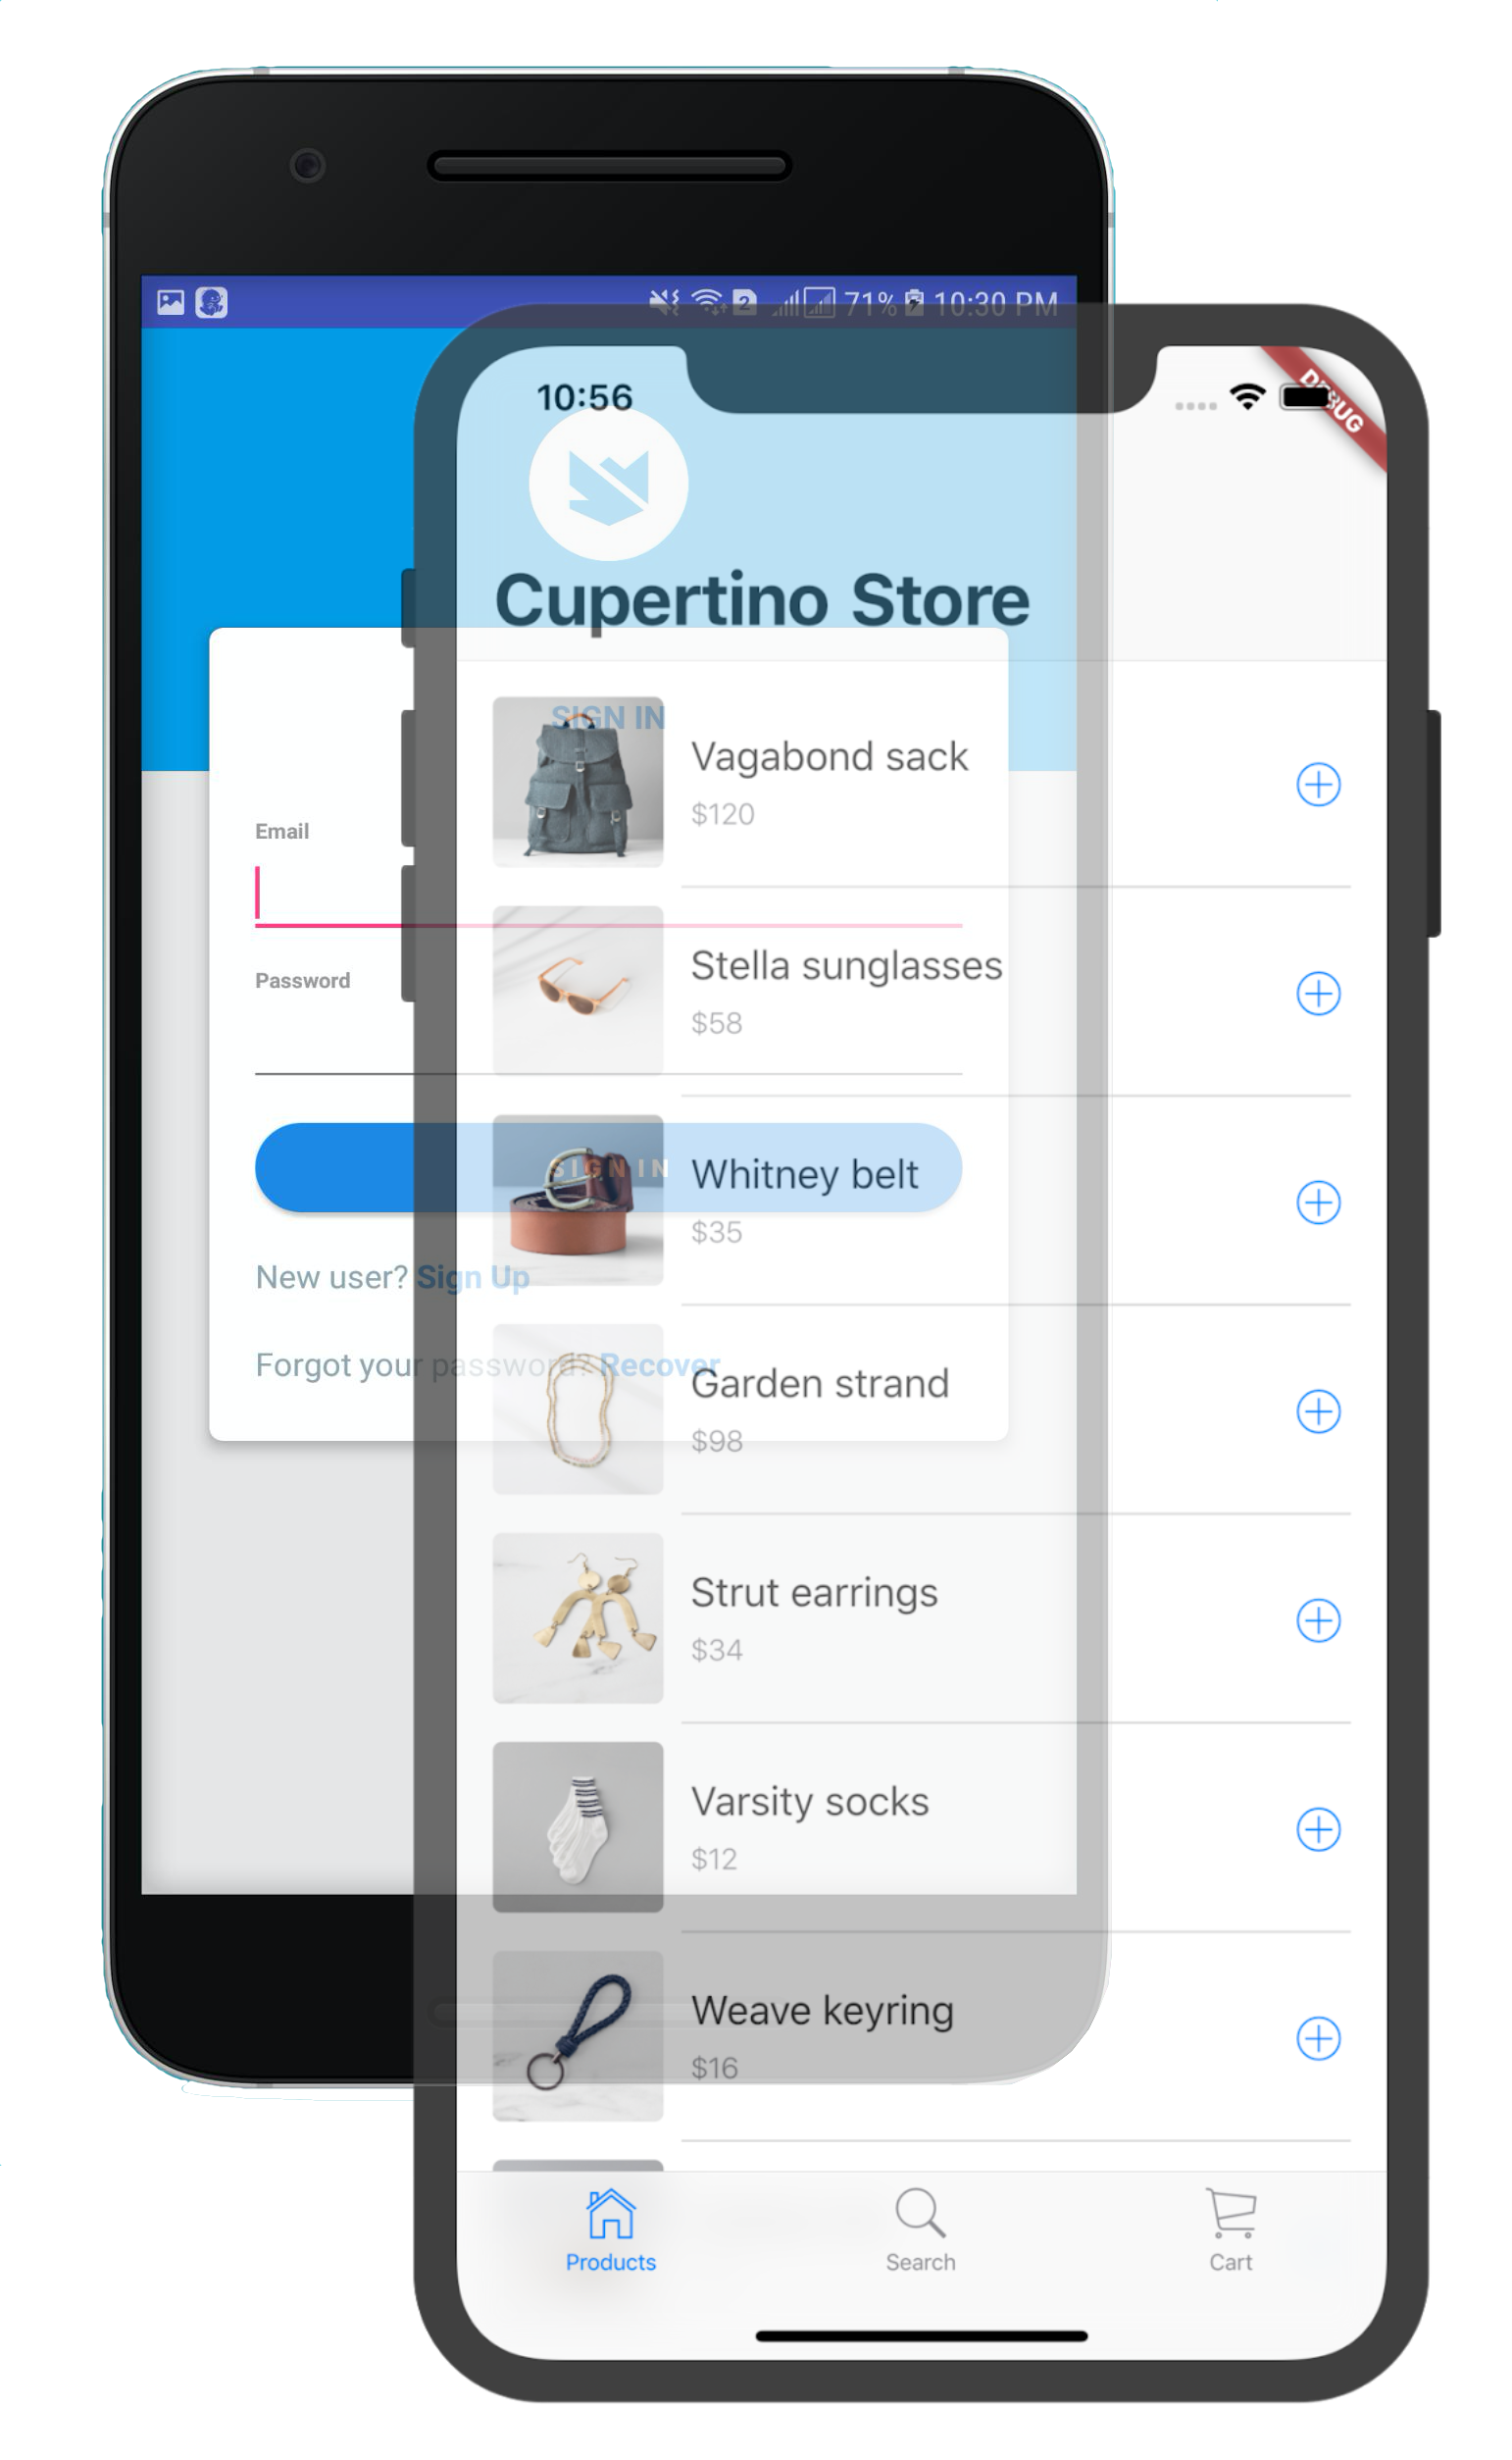 2 71% 10:30 PM
10:56
DEBUG
Cupertino Store
SIGN IN
Vagabond sack
$120
Email
Stella sunglasses
$58
Password
SIGN IN
Whitney belt
$35
New user? Sign Up
Forgot your password? Recover
Garden strand
$98
Strut earrings
$34
Varsity socks
$12
Weave keyring
$16
Products
Search
Cart